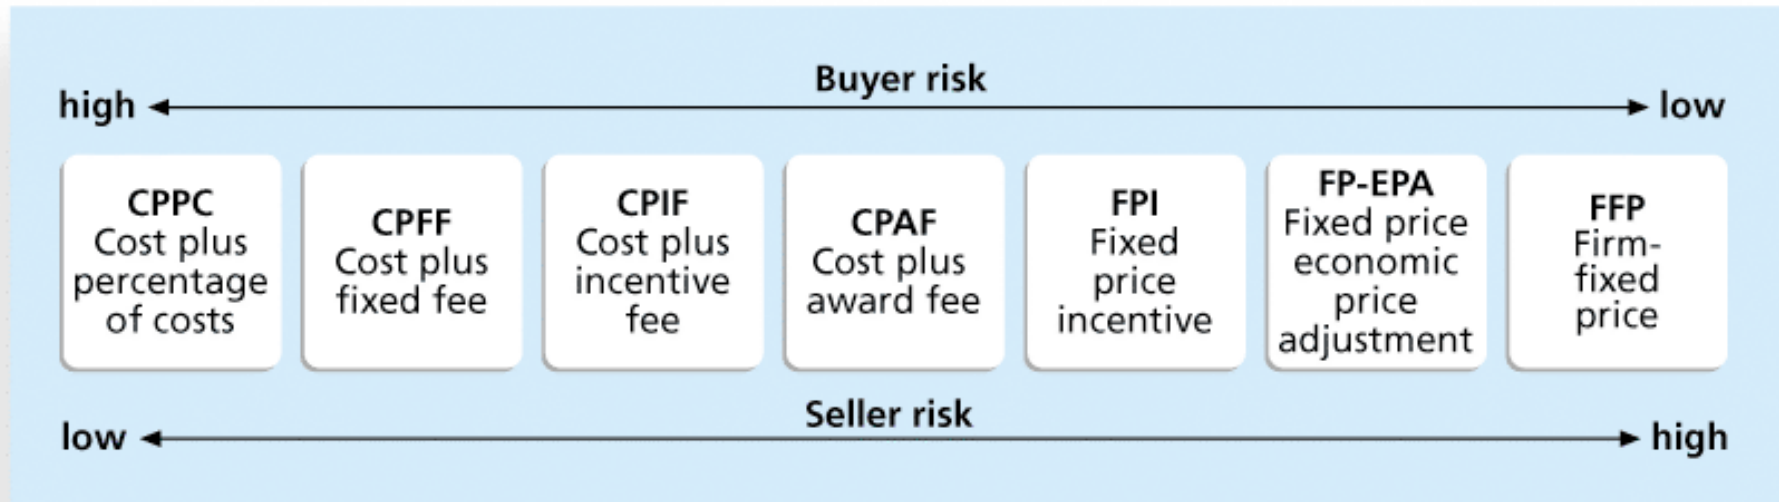 Buyer risk
high
low
CPPC
Cost plus
percentage
of costs
CPFF
Cost plus
fixed fee
CPIF
Cost plus
incentive
fee
CPAF
Cost plus
award fee
FPI
Fixed
price
incentive
FP-EPA
Fixed price
economic
price
adjustment
FFP
Firm-
fixed
price
Seller risk
low
high